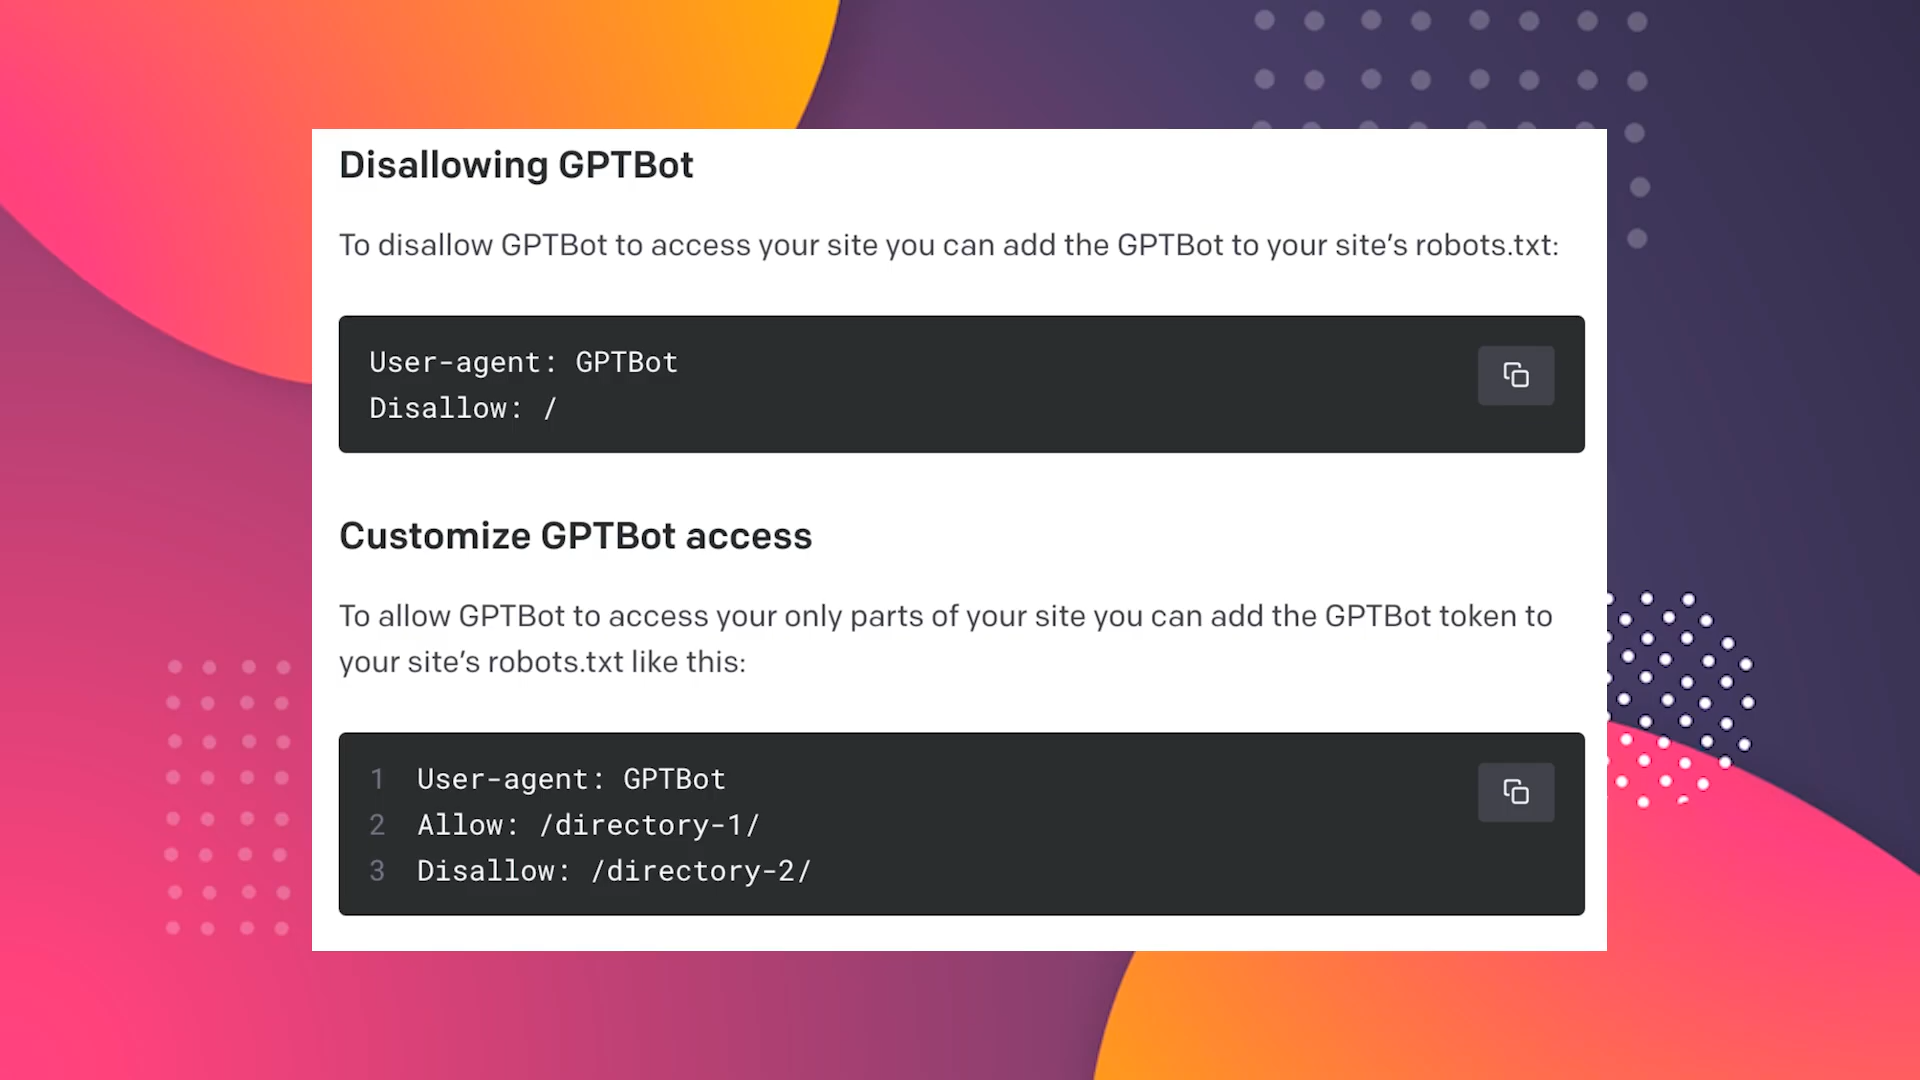 Disallowing GPTBot
To disallow GPTBot to access your site you can add the GPTBot to your site’s robots.txt:
User-agent: GPTBot
Disallow: /
Customize GPTBot access
To allow GPTBot to access your only parts of your site you can add the GPTBot token to
your site’s robots.txt like this:
1 User-agent: GPTBot
2 Allow: /directory-1/
3 Disallow: /directory-2/